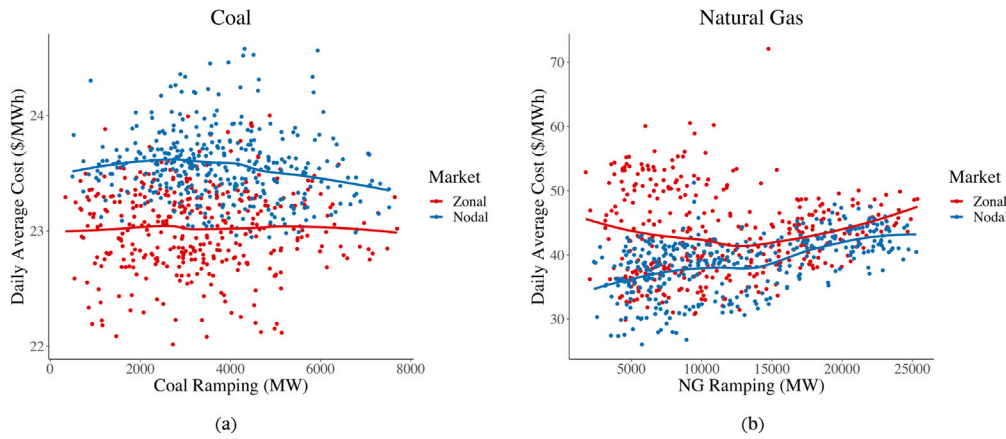 Coal
Daily Average Cost ($/MWh)
24
23
22
0
2000
4000
6000
8000
Coal Ramping (MW)
Market
Zonal
Nodal
(a)
Natural Gas
Daily Average Cost ($/MWh)
70
60
50
40
30
5000
10000
15000
20000
25000
NG Ramping (MW)
Market
Zonal
Nodal
(b)